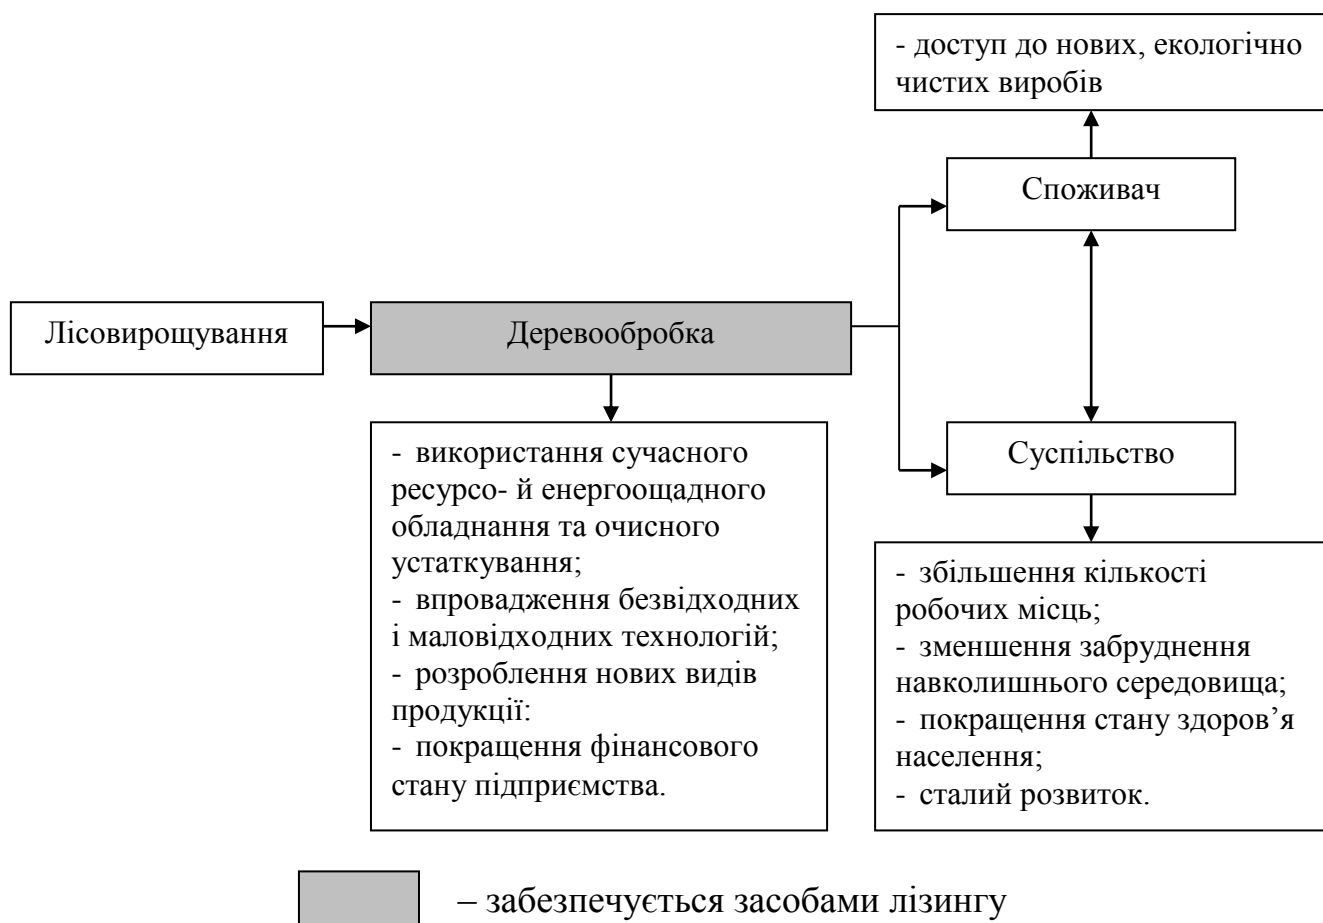 - доступ до нових, екологічно
чистих виробів
Споживач
Лісовирощування
Деревообробка
Суспільство
- використання сучасного
ресурсо- й енергоощадного
обладнання та очисного
устаткування;
- впровадження безвідходних
і маловідходних технологій;
- розроблення нових видів
продукції:
- покращення фінансового
стану підприємства.
- збільшення кількості
робочих місць;
- зменшення забруднення
навколишнього середовища;
- покращення стану здоров’я
населення;
- сталий розвиток.
– забезпечується засобами лізингу